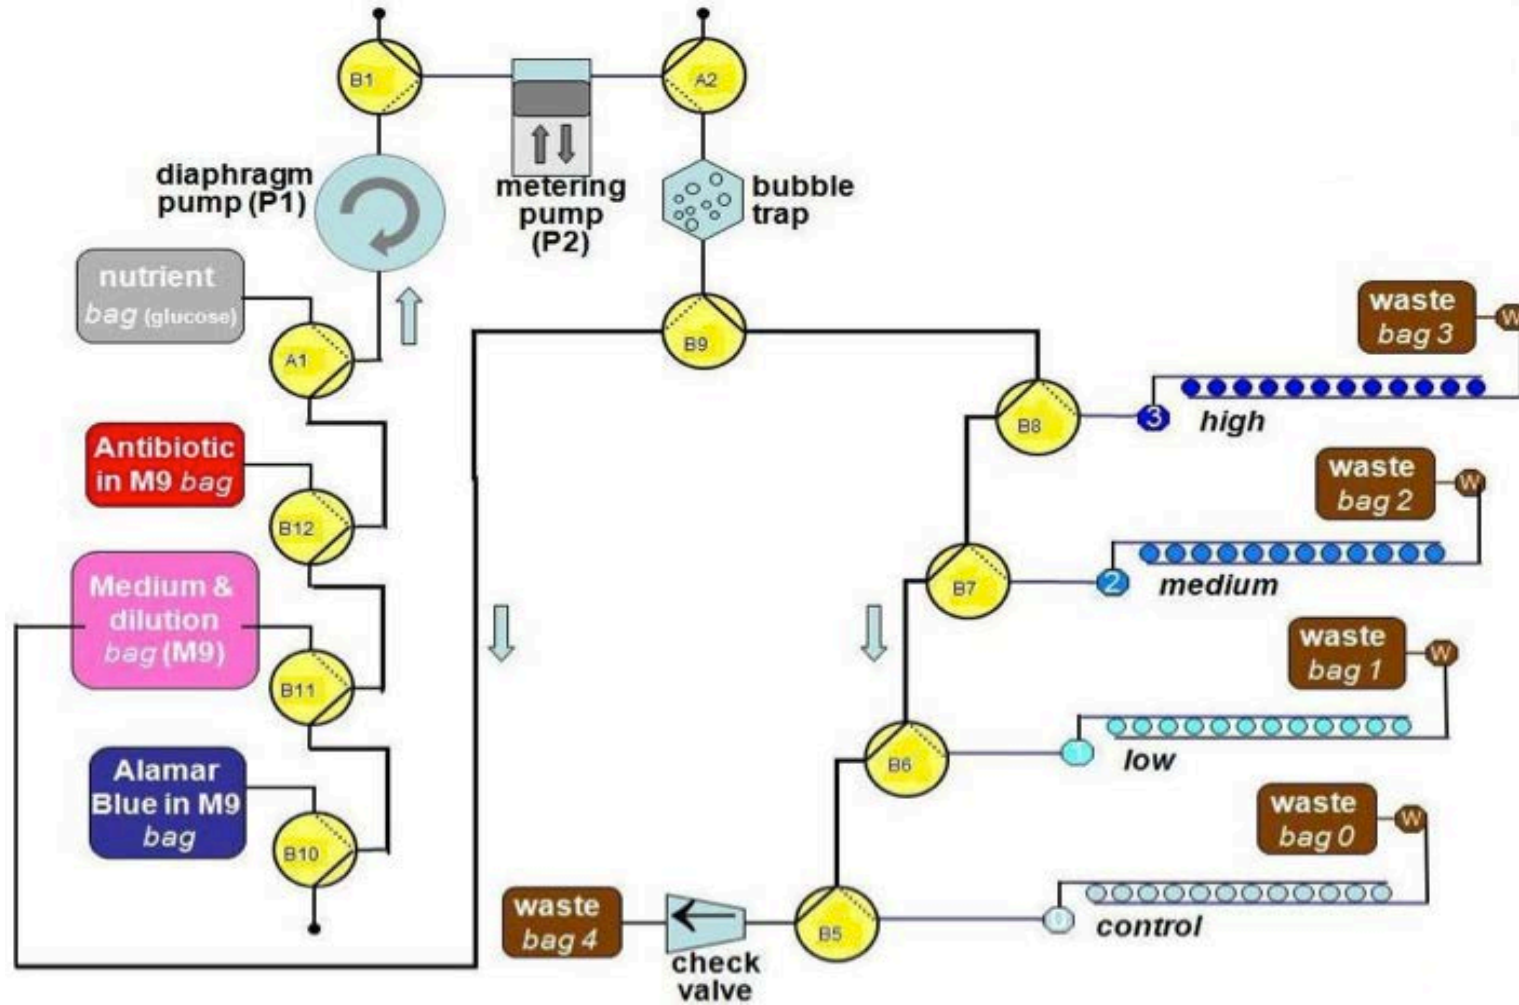 B1
A2
diaphragm
pump (P1)
metering
pump
(P2)
bubble
trap
nutrient
bag (glucose)
A1
B9
waste
bag 3
W
B8
3
high
Antibiotic
in M9 bag
B12
waste
bag 2
W
B7
2
medium
Medium &
dilution
bag (M9)
B11
waste
bag 1
W
B6
1
low
Alamar
Blue in M9
bag
B10
waste
bag 0
W
waste
bag 4
B5
0
control
check
valve